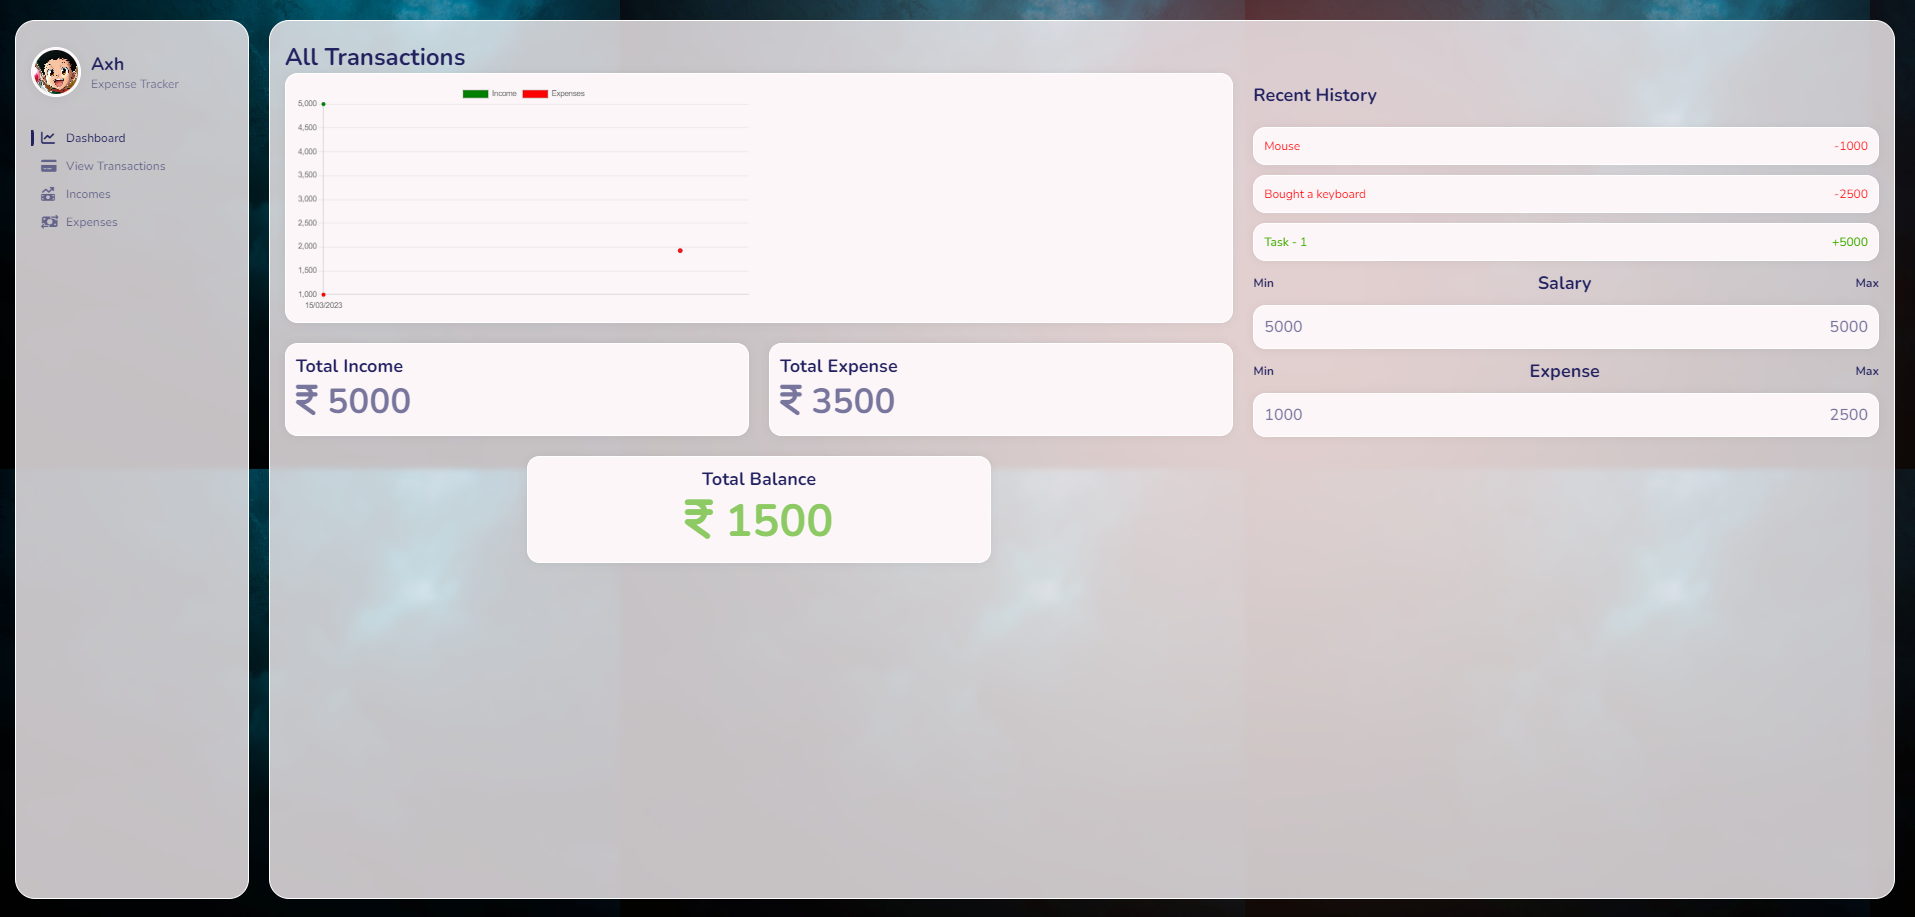 Axh
Expense Tracker
Dashboard
View Transactions
Incomes
Expenses
All Transactions
Income Expenses
5,000
4,500
4,000
3,500
3,000
2,500
2,000
1,500
1,000
15/03/2023
Total Income
₹ 5000
Total Expense
₹ 3500
Total Balance
₹ 1500
Recent History
Mouse -1000
Bought a keyboard -2500
Task - 1 +5000
Min Salary Max
5000 5000
Min Expense Max
1000 2500